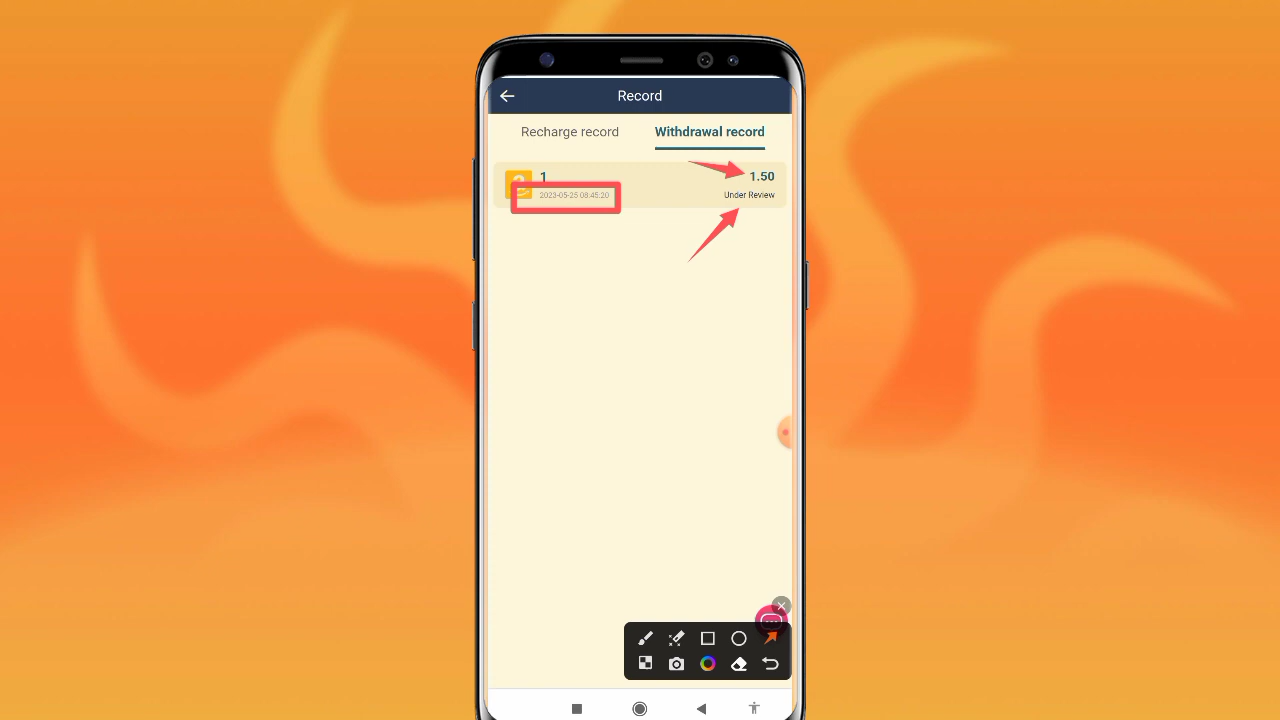 Record
Recharge record
Withdrawal record
1
1.50
2023-05-25 08:45:20
Under Review